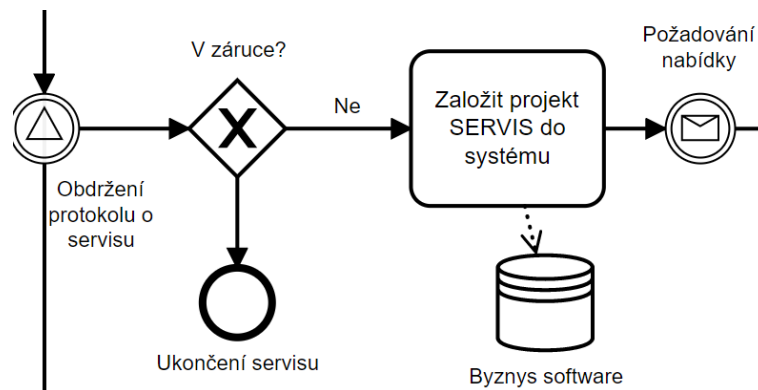 V záruce?
Požadování
nabídky
Ne
Založit projekt
SERVIS do
systému
Obdržení
protokolu o
servisu
Ukončení servisu
Byznys software